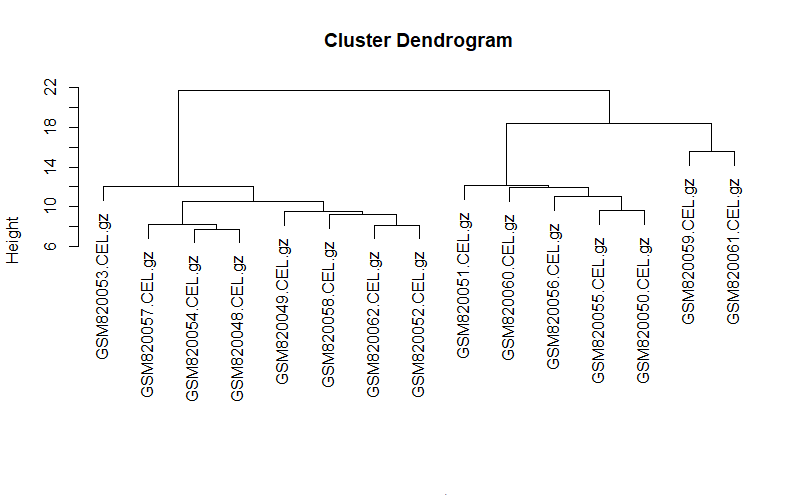 Cluster Dendrogram
Height
22
18
14
10
6
GSM820053.CEL.gz
GSM820057.CEL.gz
GSM820054.CEL.gz
GSM820048.CEL.gz
GSM820049.CEL.gz
GSM820058.CEL.gz
GSM820062.CEL.gz
GSM820052.CEL.gz
GSM820051.CEL.gz
GSM820060.CEL.gz
GSM820056.CEL.gz
GSM820055.CEL.gz
GSM820050.CEL.gz
GSM820059.CEL.gz
GSM820061.CEL.gz